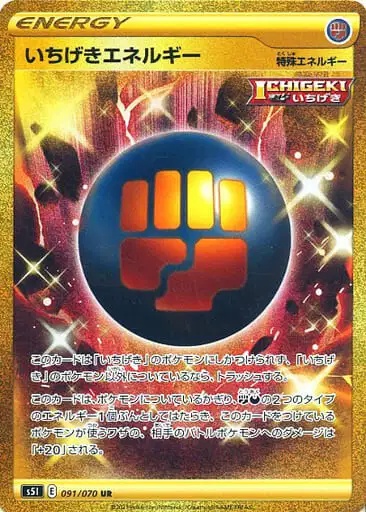 ENERGY
いちげきエネルギー
とくしゅ
特殊エネルギー
ICHIGEKI
いちげき
このカードは「いちげき」のポケモンにしかつけられず、「いちげ
き」のポケモン以外についているなら、トラッシュする。
このカードは、ポケモンについているかぎり、の2つのタイプ
のエネルギー1個ぶんとしてはたらき、このカードをつけている
ポケモンが使うワザの、相手のバトルポケモンへのダメージは
「+20」される。
s5I E 091/070 UR